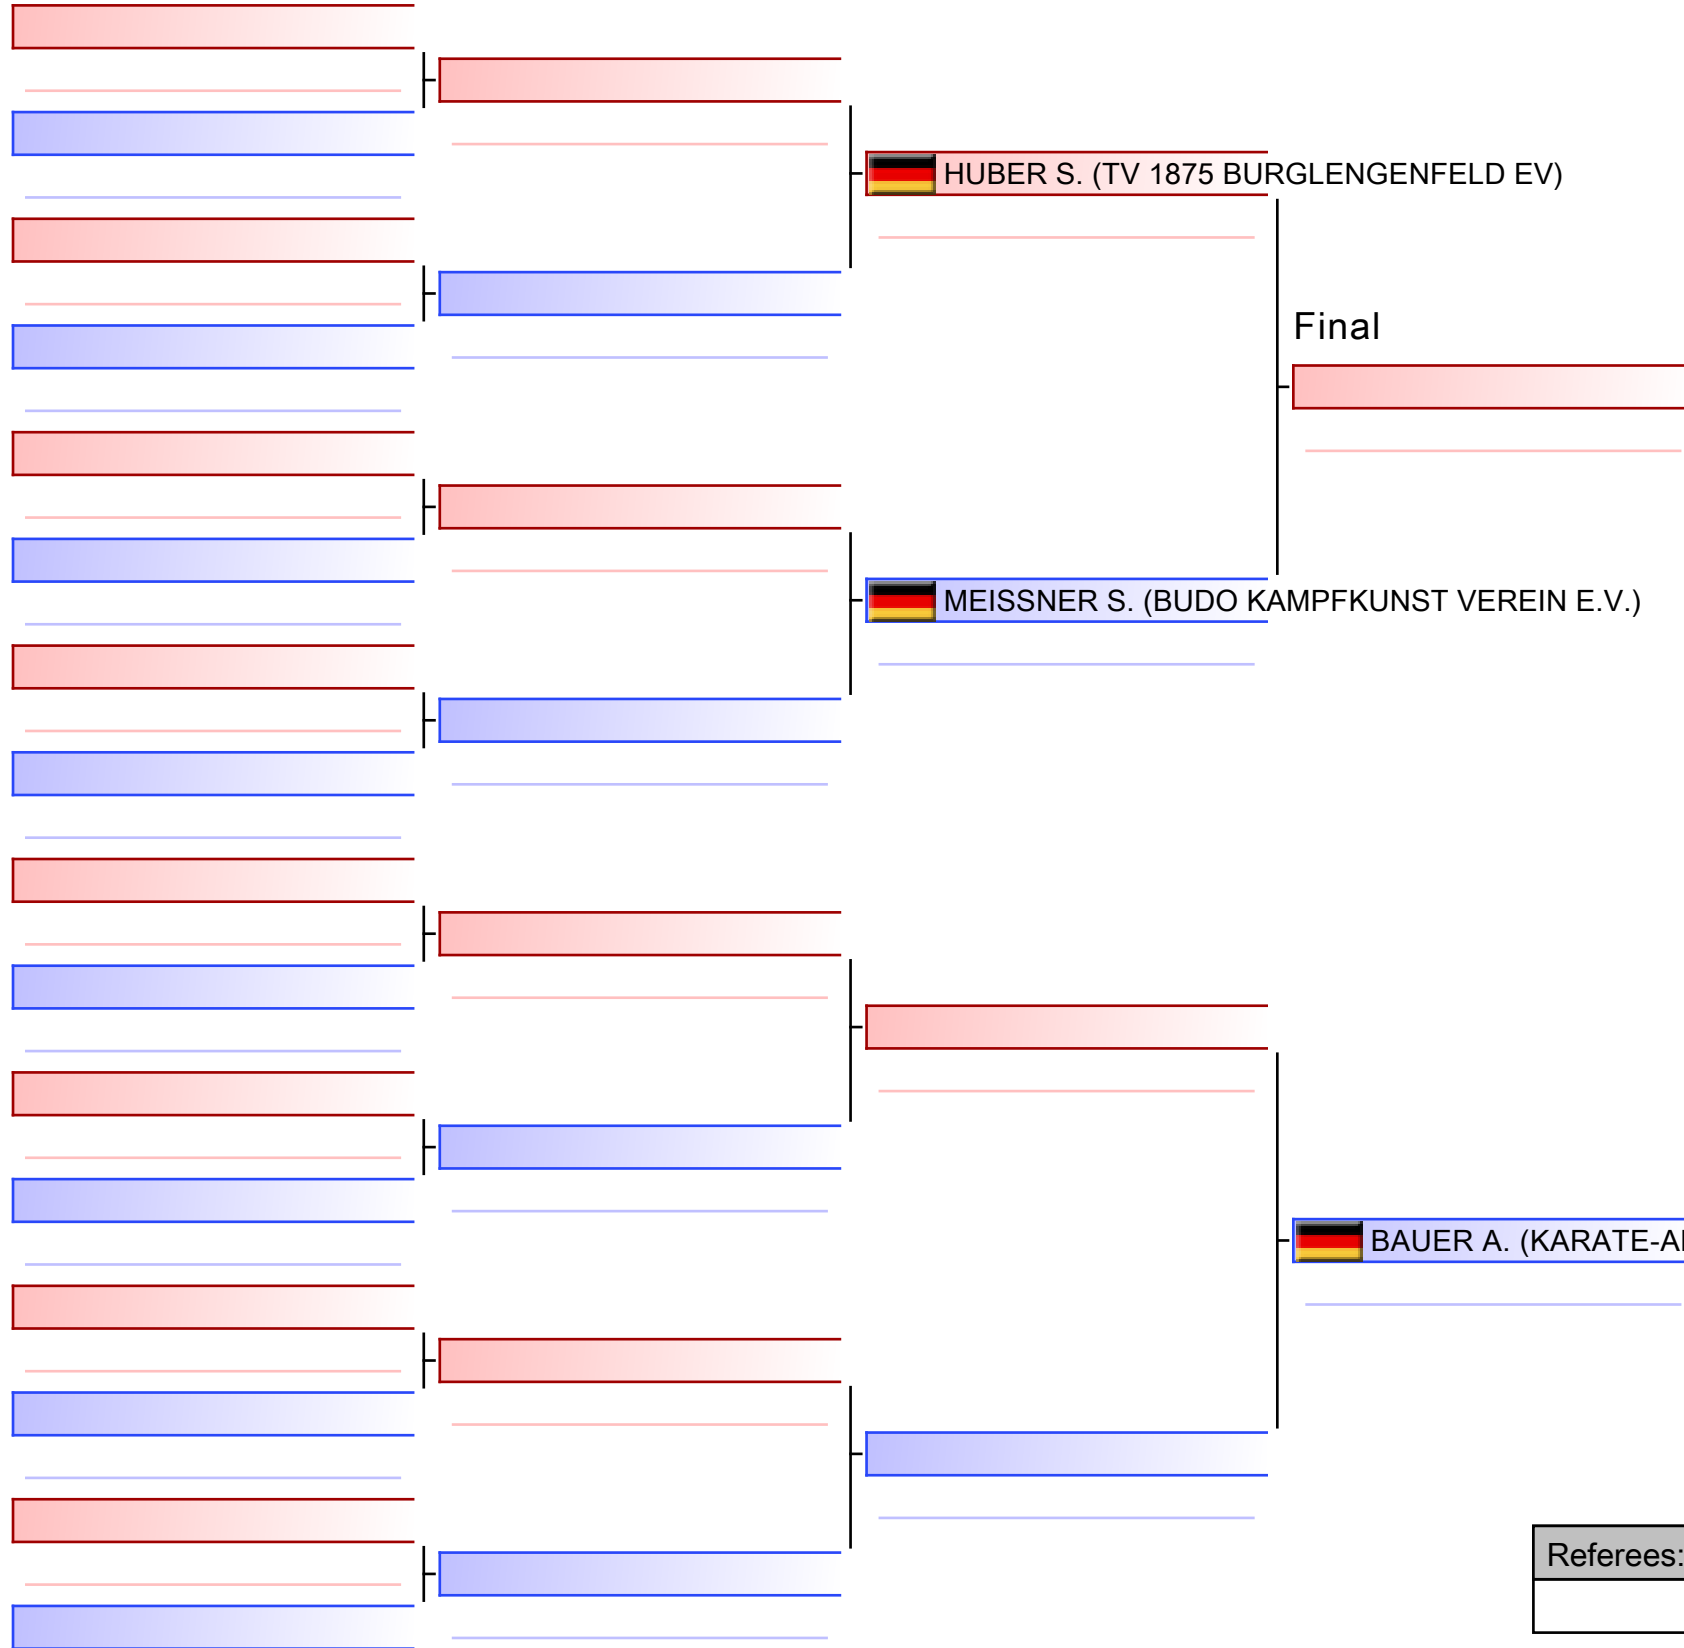 HUBER S. (TV 1875 BURGLENGENFELD EV)
Final
MEISSNER S. (BUDO KAMPFKUNST VEREIN E.V.)
BAUER A. (KARATE-
Referees: